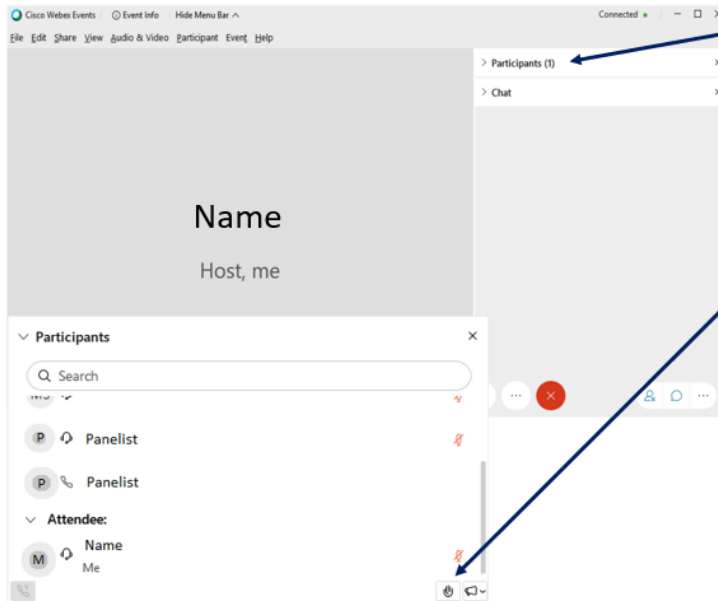 Cisco Webex Events Event Info Hide Menu Bar Connected
File Edit Share View Audio & Video Participant Event Help
Participants (1)
Chat
Name
Host, me
Participants
Search
P Panelist
P Panelist
Attendee:
M Name
Me